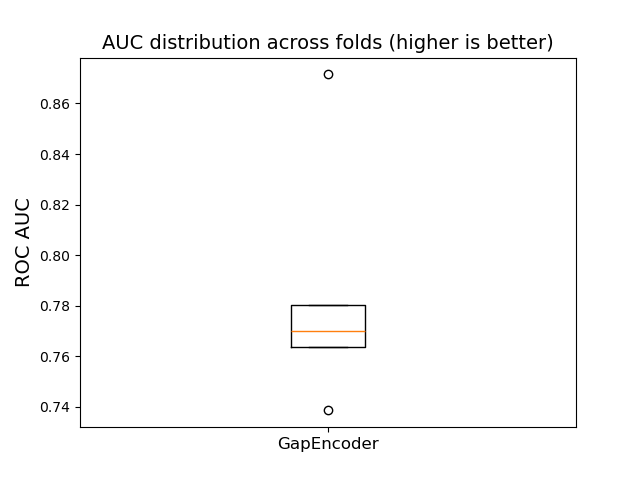 AUC distribution across folds (higher is better)
ROC AUC
0.86
0.84
0.82
0.80
0.78
0.76
0.74
GapEncoder